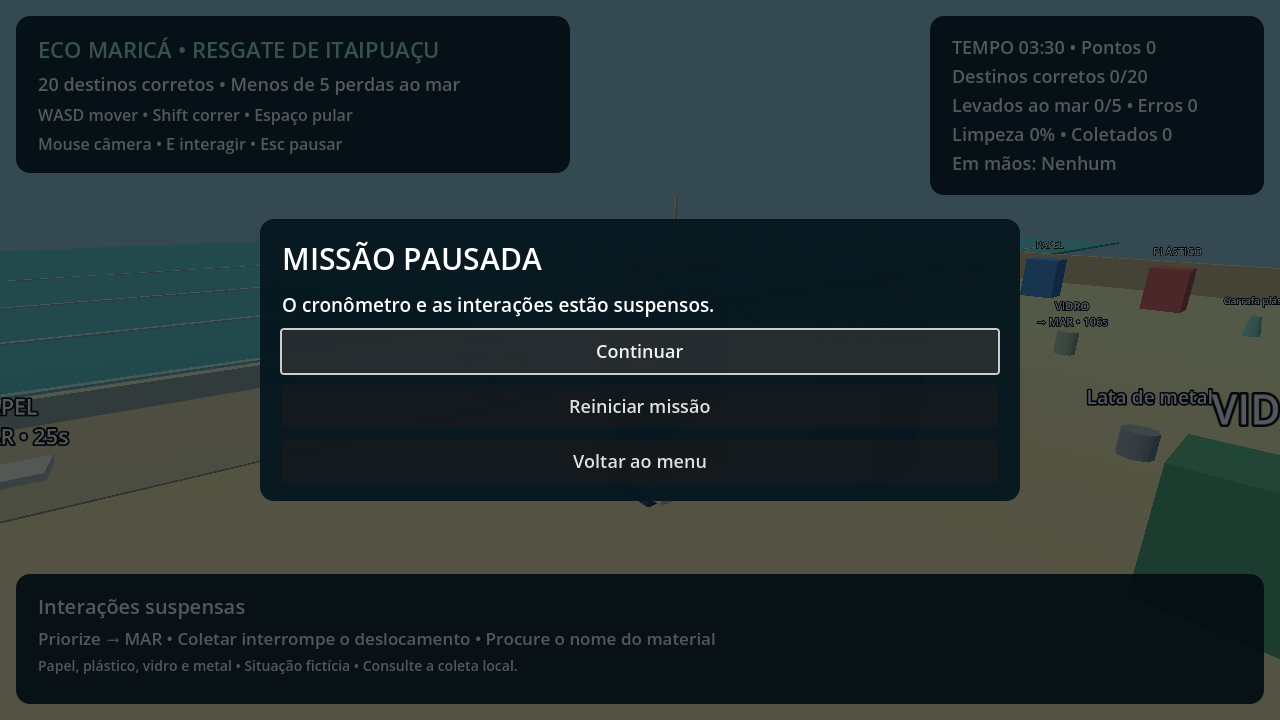 ECO MARICÁ • RESGATE DE ITAIPUAÇU
20 destinos corretos • Menos de 5 perdas ao mar
WASD mover • Shift correr • Espaço pular
Mouse câmera • E interagir • Esc pausar
TEMPO 03:30 • Pontos 0
Destinos corretos 0/20
Levados ao mar 0/5 • Erros 0
Limpeza 0% • Coletados 0
Em mãos: Nenhum
MISSÃO PAUSADA
O cronômetro e as interações estão suspensos.
Continuar
Reiniciar missão
Voltar ao menu
PAPEL
PLÁSTICO
VIDRO
→ MAR • 106s
Garrafa plás
PEL
R • 25s
Lata de metal
VID
Interações suspensas
Priorize → MAR • Coletar interrompe o deslocamento • Procure o nome do material
Papel, plástico, vidro e metal • Situação fictícia • Consulte a coleta local.